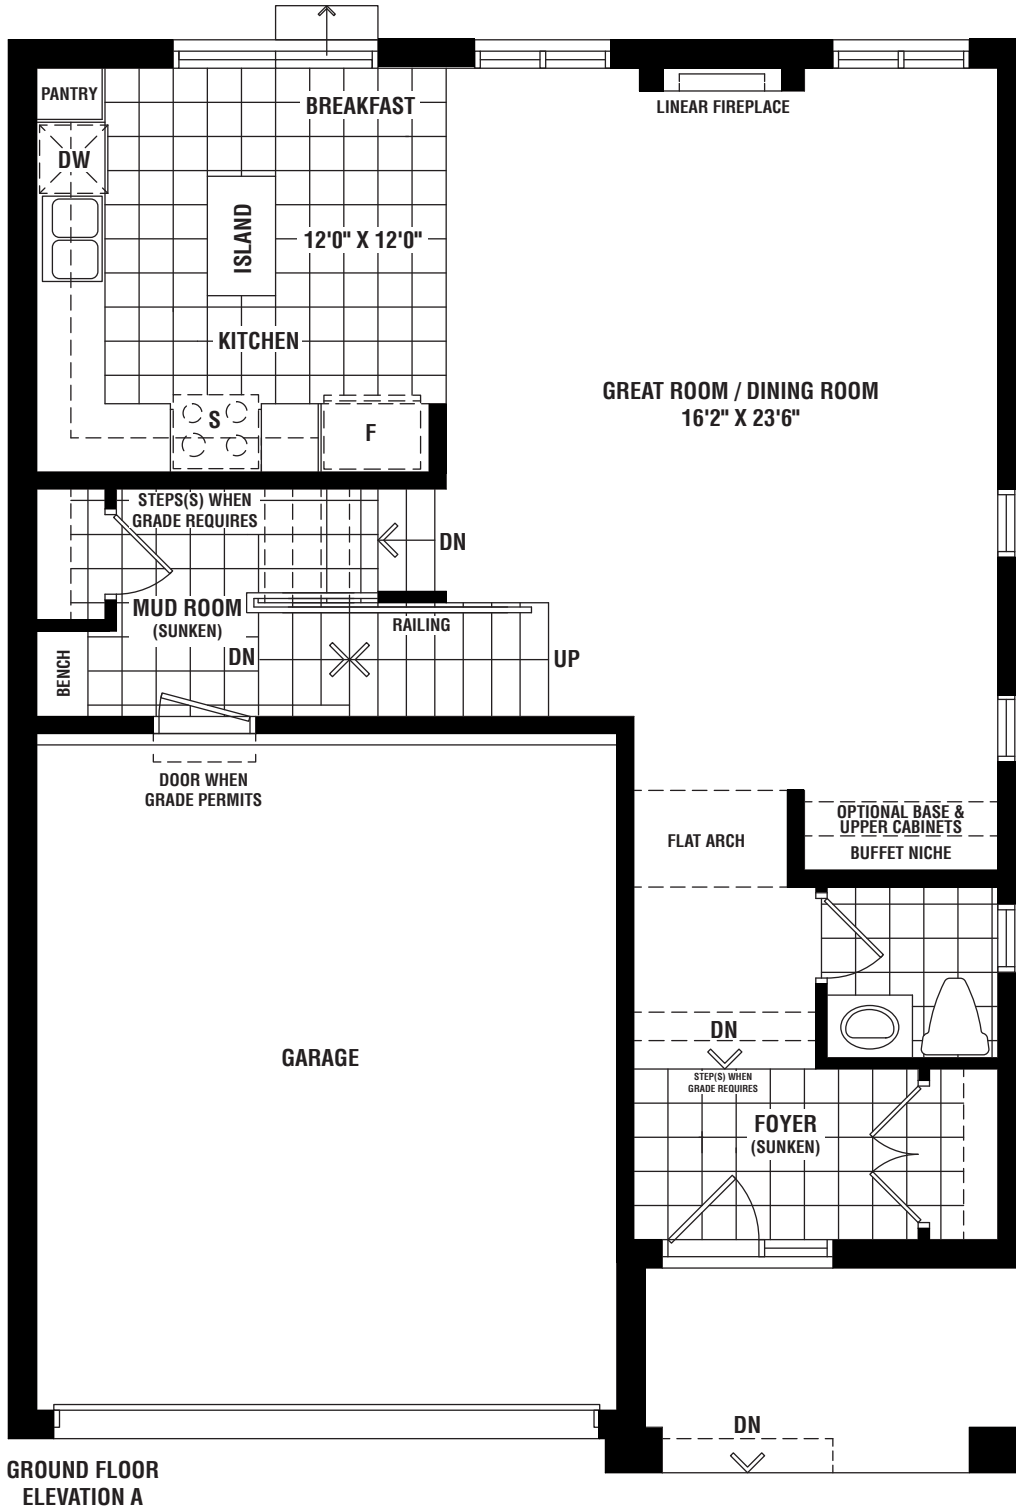 PANTRY
BREAKFAST
LINEAR FIREPLACE
DW
ISLAND
12'0" X 12'0"
KITCHEN
GREAT ROOM / DINING ROOM
16'2" X 23'6"
S
F
STEPS(S) WHEN
GRADE REQUIRES
DN
MUD ROOM
(SUNKEN)
RAILING
BENCH
DN
UP
DOOR WHEN
GRADE PERMITS
FLAT ARCH
OPTIONAL BASE &
UPPER CABINETS
BUFFET NICHE
GARAGE
DN
STEP(S) WHEN
GRADE REQUIRES
FOYER
(SUNKEN)
DN
GROUND FLOOR
ELEVATION A